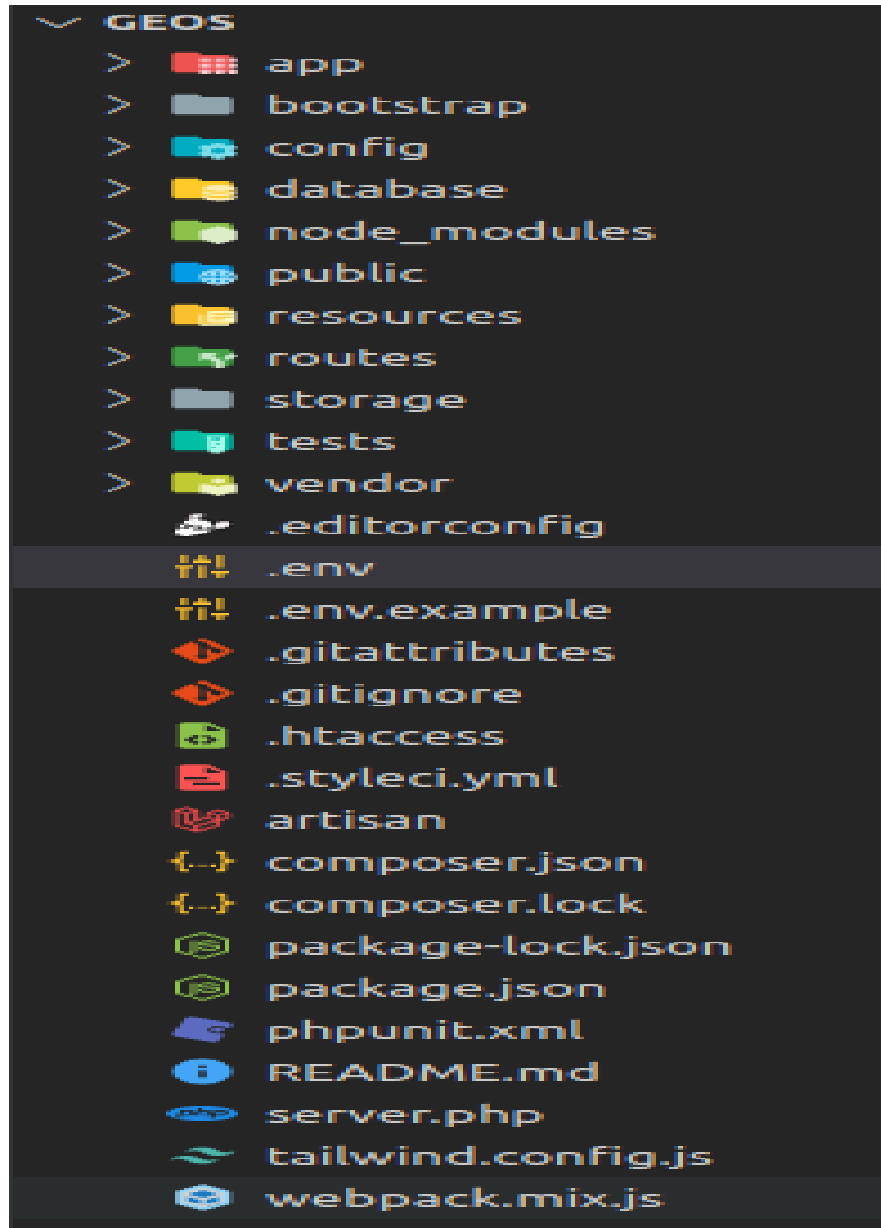 GEOS
app
bootstrap
config
database
node_modules
public
resources
routes
storage
tests
vendor
.editorconfig
.env
.env.example
.gitattributes
.gitignore
.htaccess
.styleci.yml
artisan
composer.json
composer.lock
package-lock.json
package.json
phpunit.xml
README.md
server.php
tailwind.config.js
webpack.mix.js